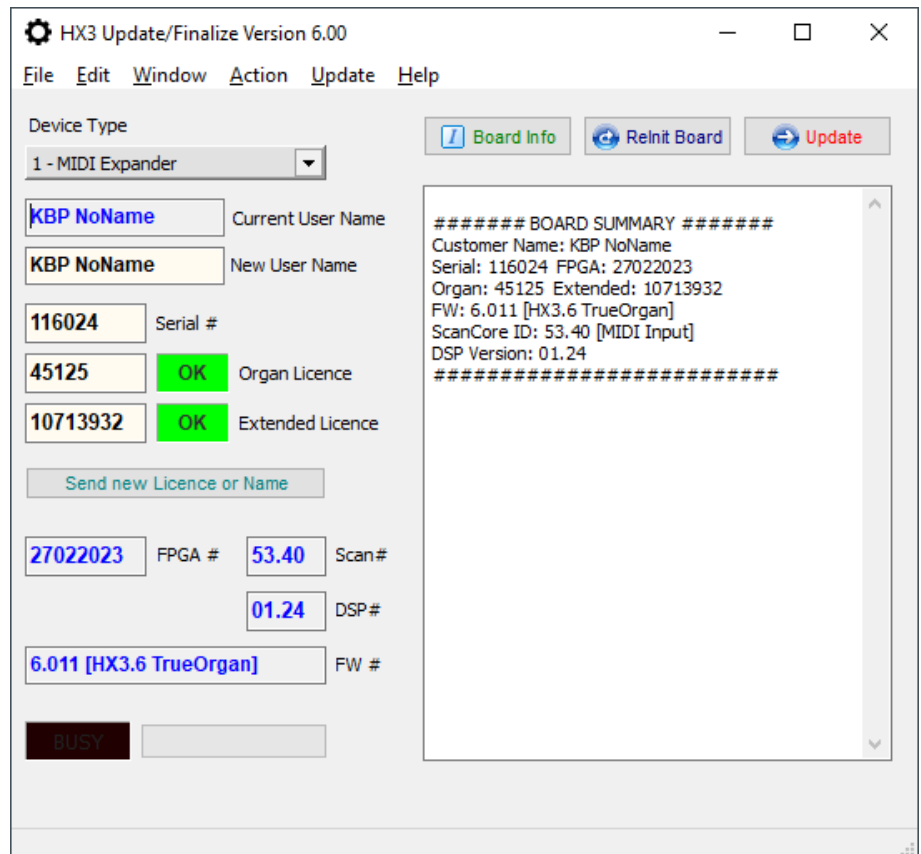 HX3 Update/Finalize Version 6.00
File Edit Window Action Update Help
Device Type
1 - MIDI Expander
Board Info
ReInit Board
Update
KBP NoName Current User Name
KBP NoName New User Name
116024 Serial #
45125 OK Organ Licence
10713932 OK Extended Licence
Send new Licence or Name
27022023 FPGA # 53.40 Scan#
01.24 DSP#
6.011 [HX3.6 TrueOrgan] FW #
BUSY
####### BOARD SUMMARY #######
Customer Name: KBP NoName
Serial: 116024 FPGA: 27022023
Organ: 45125 Extended: 10713932
FW: 6.011 [HX3.6 TrueOrgan]
ScanCore ID: 53.40 [MIDI Input]
DSP Version: 01.24
##########################